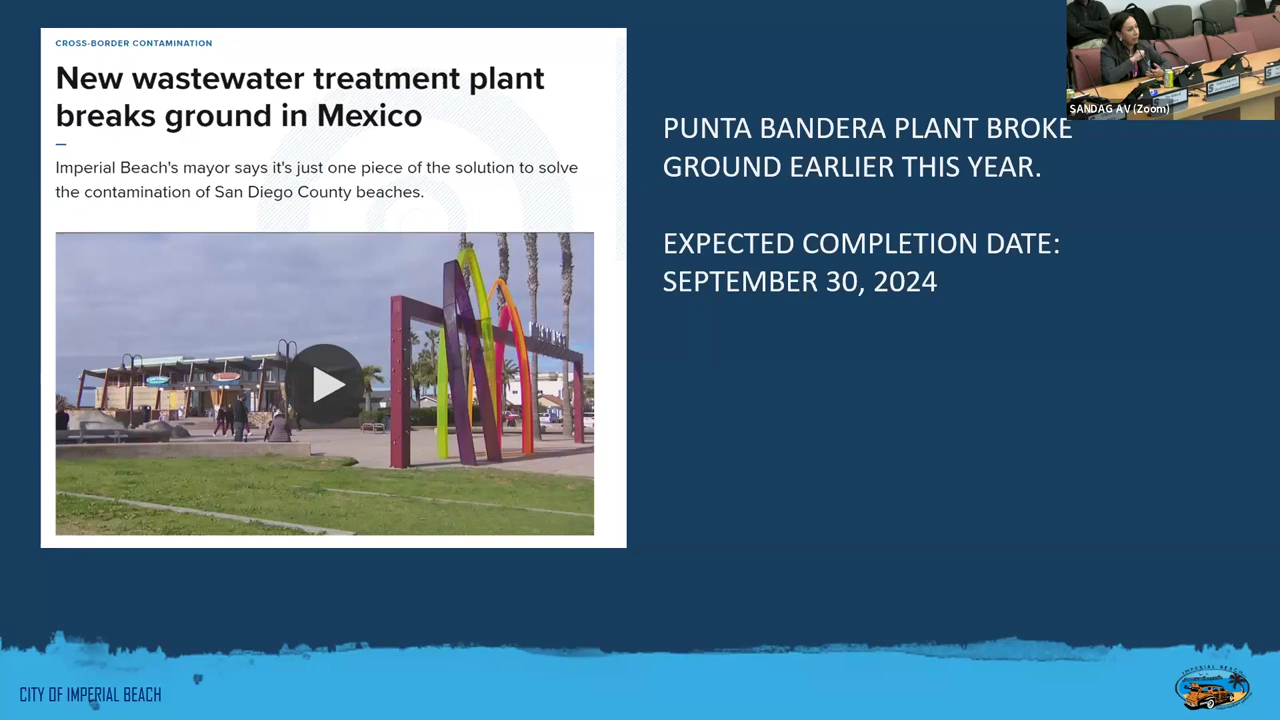 CROSS-BORDER CONTAMINATION
New wastewater treatment plant
breaks ground in Mexico
Imperial Beach's mayor says it's just one piece of the solution to solve
the contamination of San Diego County beaches.
SANDAG AV (Zoom)
PUNTA BANDERA PLANT BROKE
GROUND EARLIER THIS YEAR.
EXPECTED COMPLETION DATE:
SEPTEMBER 30, 2024
CITY OF IMPERIAL BEACH
IMPERIAL BEACH